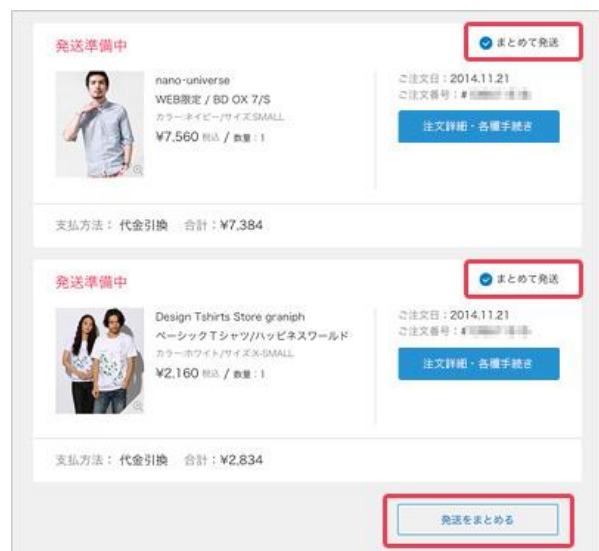 発送準備中
まとめて発送
nano・universe
WEB限定 / BD OX 7/S
カラー:ネイビー/サイズ:SMALL
¥7,560 税込 / 数量:1
ご注文日:2014.11.21
ご注文番号:#
注文詳細・各種手続き
支払方法: 代金引換 合計:¥7,384
発送準備中
まとめて発送
Design Tshirts Store graniph
ベーシックTシャツ/ハッピネスワールド
カラー:ホワイト/サイズ:X-SMALL
¥2,160 税込 / 数量:1
ご注文日:2014.11.21
ご注文番号:#
注文詳細・各種手続き
支払方法: 代金引換 合計:¥2,834
発送をまとめる